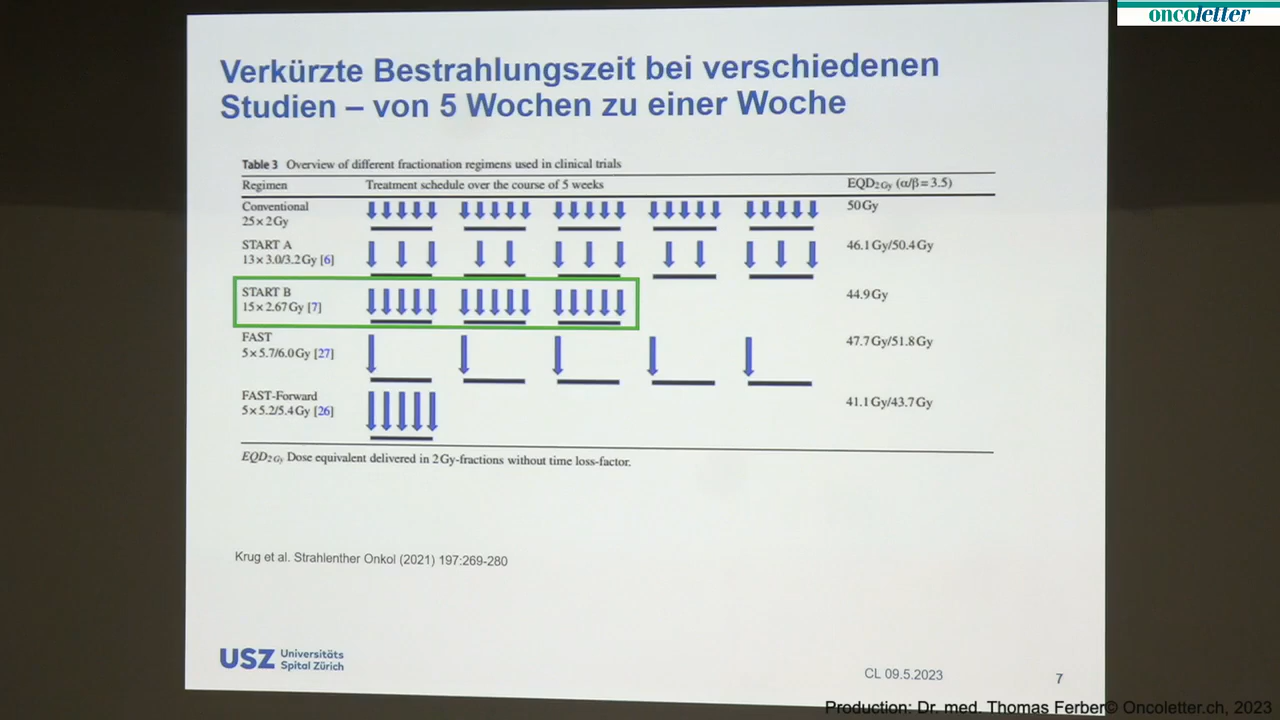 oncoletter
Verkürzte Bestrahlungszeit bei verschiedenen
Studien – von 5 Wochen zu einer Woche
Table 3 Overview of different fractionation regimens used in clinical trials
Regimen Treatment schedule over the course of 5 weeks EQD2Gy (α/β=3.5)
Conventional 50 Gy
25×2 Gy
START A 46.1 Gy/50.4 Gy
13×3.0/3.2 Gy [6]
START B 44.9 Gy
15×2.67 Gy [7]
FAST 47.7 Gy/51.8 Gy
5×5.7/6.0 Gy [27]
FAST-Forward 41.1 Gy/43.7 Gy
5×5.2/5.4 Gy [26]
EQD2Gy Dose equivalent delivered in 2 Gy-fractions without time loss-factor.
Krug et al. Strahlenther Onkol (2021) 197:269-280
USZ Universitäts
Spital Zürich
CL 09.5.2023
7
Production: Dr. med. Thomas Ferber© Oncoletter.ch, 2023